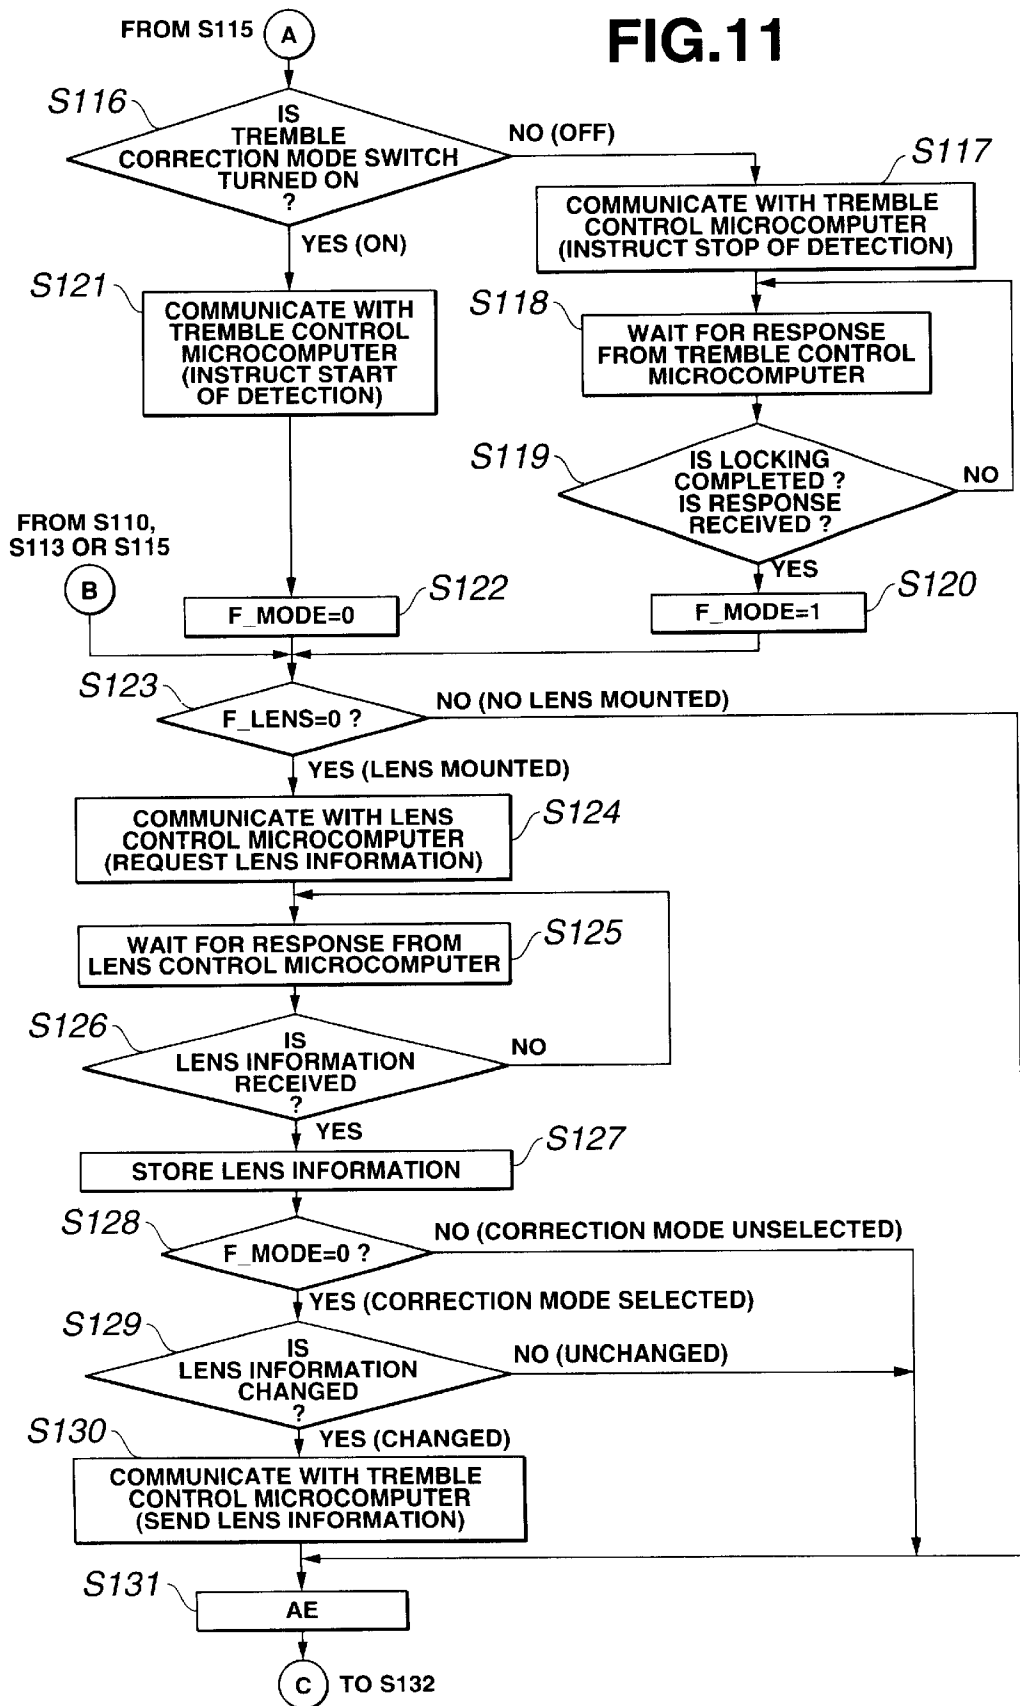 FROM S115
A
FIG.11
S116
IS
TREMBLE
CORRECTION MODE SWITCH
TURNED ON
?
NO (OFF)
YES (ON)
S117
COMMUNICATE WITH TREMBLE
CONTROL MICROCOMPUTER
(INSTRUCT STOP OF DETECTION)
S121
COMMUNICATE WITH
TREMBLE CONTROL
MICROCOMPUTER
(INSTRUCT START
OF DETECTION)
S118
WAIT FOR RESPONSE
FROM TREMBLE CONTROL
MICROCOMPUTER
S119
IS LOCKING
COMPLETED ?
IS RESPONSE
RECEIVED ?
NO
YES
FROM S110,
S113 OR S115
B
S122
F_MODE=0
S120
F_MODE=1
S123
F_LENS=0 ?
NO (NO LENS MOUNTED)
YES (LENS MOUNTED)
S124
COMMUNICATE WITH LENS
CONTROL MICROCOMPUTER
(REQUEST LENS INFORMATION)
S125
WAIT FOR RESPONSE FROM
LENS CONTROL MICROCOMPUTER
S126
IS
LENS INFORMATION
RECEIVED
?
NO
YES
S127
STORE LENS INFORMATION
S128
F_MODE=0 ?
NO (CORRECTION MODE UNSELECTED)
YES (CORRECTION MODE SELECTED)
S129
IS
LENS INFORMATION
CHANGED
?
NO (UNCHANGED)
YES (CHANGED)
S130
COMMUNICATE WITH TREMBLE
CONTROL MICROCOMPUTER
(SEND LENS INFORMATION)
S131
AE
C
TO S132